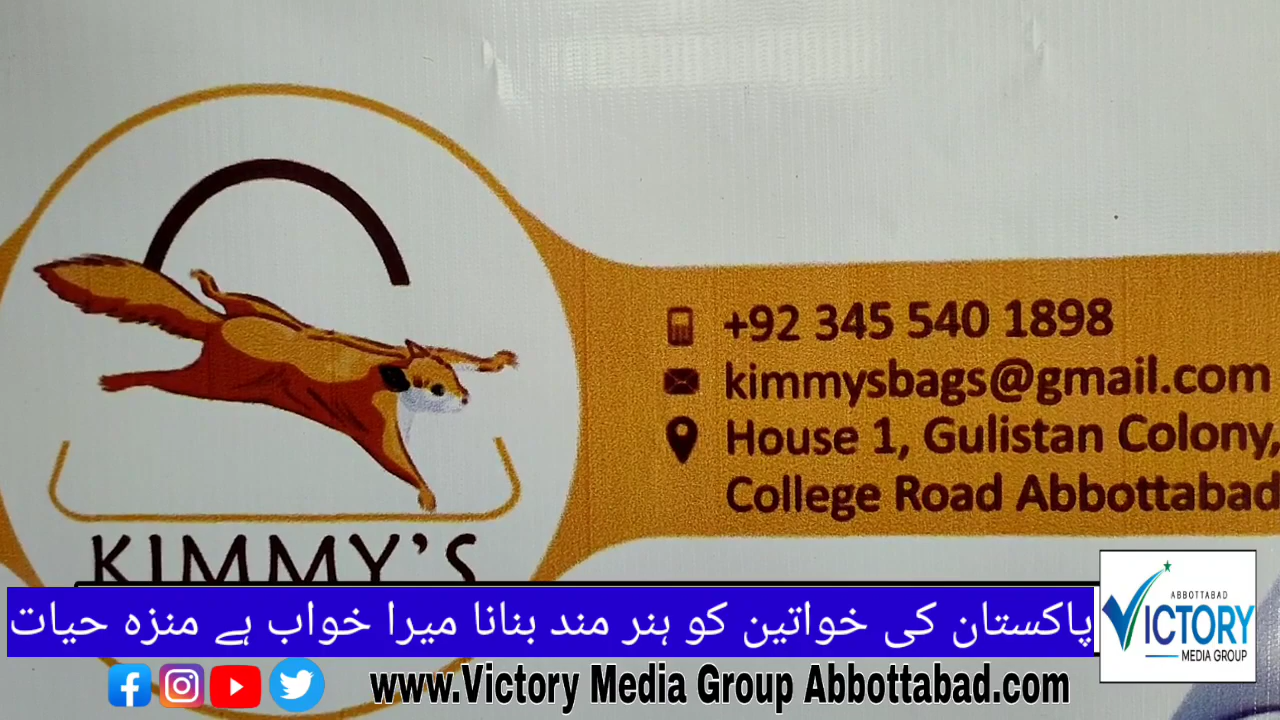 +92 345 540 1898
kimmysbags@gmail.com
House 1, Gulistan Colony,
College Road Abbottabad
KIMMY'S
پاکستان کی خواتین کو ہنر مند بنانا میرا خواب ہے منزہ حیات
ABBOTTABAD
VICTORY
MEDIA GROUP
www.Victory Media Group Abbottabad.com